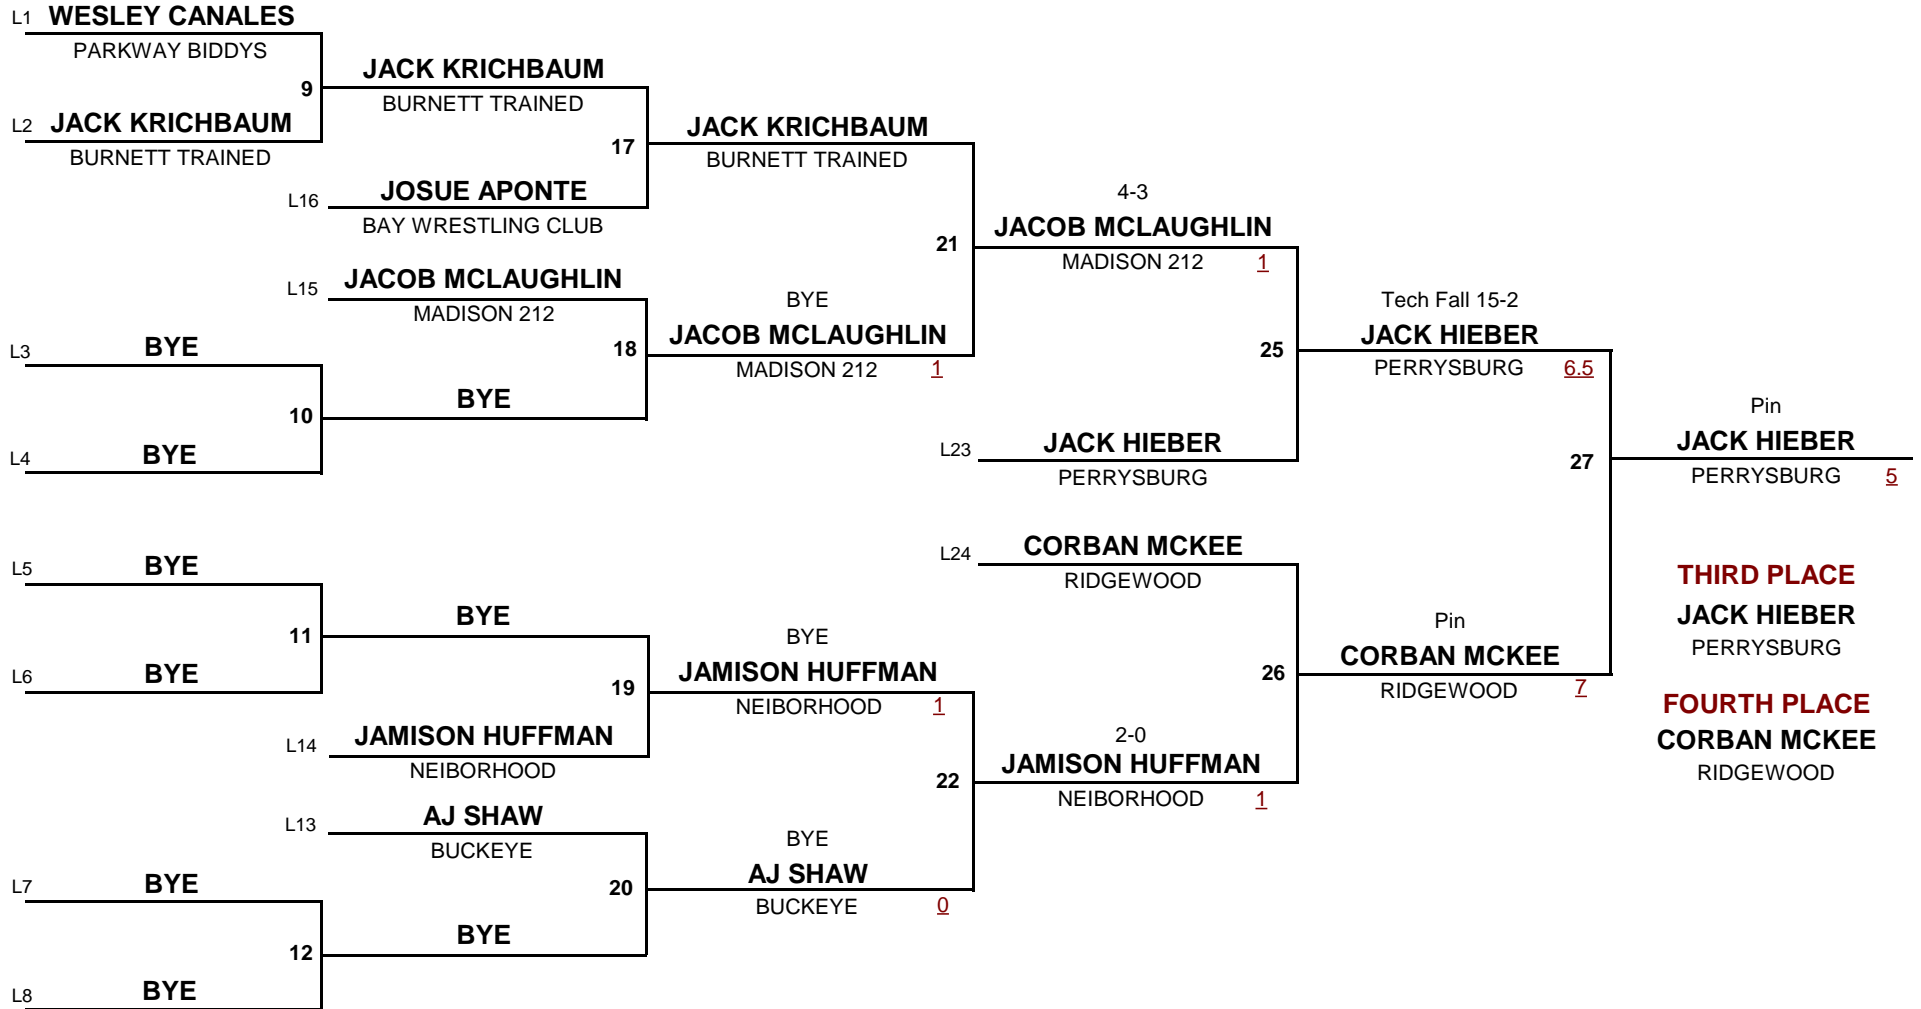 L1 WESLEY CANALES
PARKWAY BIDDYS
9
L2 JACK KRICHBAUM
BURNETT TRAINED
JACK KRICHBAUM
BURNETT TRAINED
17
L16 JOSUE APONTE
BAY WRESTLING CLUB
JACK KRICHBAUM
BURNETT TRAINED
L15 JACOB MCLAUGHLIN
MADISON 212
18
L3 BYE
10
L4 BYE
BYE
BYE
JACOB MCLAUGHLIN
MADISON 212 1
21
4-3
JACOB MCLAUGHLIN
MADISON 212 1
25
L23 JACK HIEBER
PERRYSBURG
Tech Fall 15-2
JACK HIEBER
PERRYSBURG 6.5
27
Pin
JACK HIEBER
PERRYSBURG 5
L5 BYE
11
L6 BYE
BYE
19
L14 JAMISON HUFFMAN
NEIBORHOOD
BYE
JAMISON HUFFMAN
NEIBORHOOD 1
22
L13 AJ SHAW
BUCKEYE
20
L7 BYE
12
L8 BYE
BYE
BYE
AJ SHAW
BUCKEYE 0
L24 CORBAN MCKEE
RIDGEWOOD
26
2-0
JAMISON HUFFMAN
NEIBORHOOD 1
Pin
CORBAN MCKEE
RIDGEWOOD 7
THIRD PLACE
JACK HIEBER
PERRYSBURG
FOURTH PLACE
CORBAN MCKEE
RIDGEWOOD